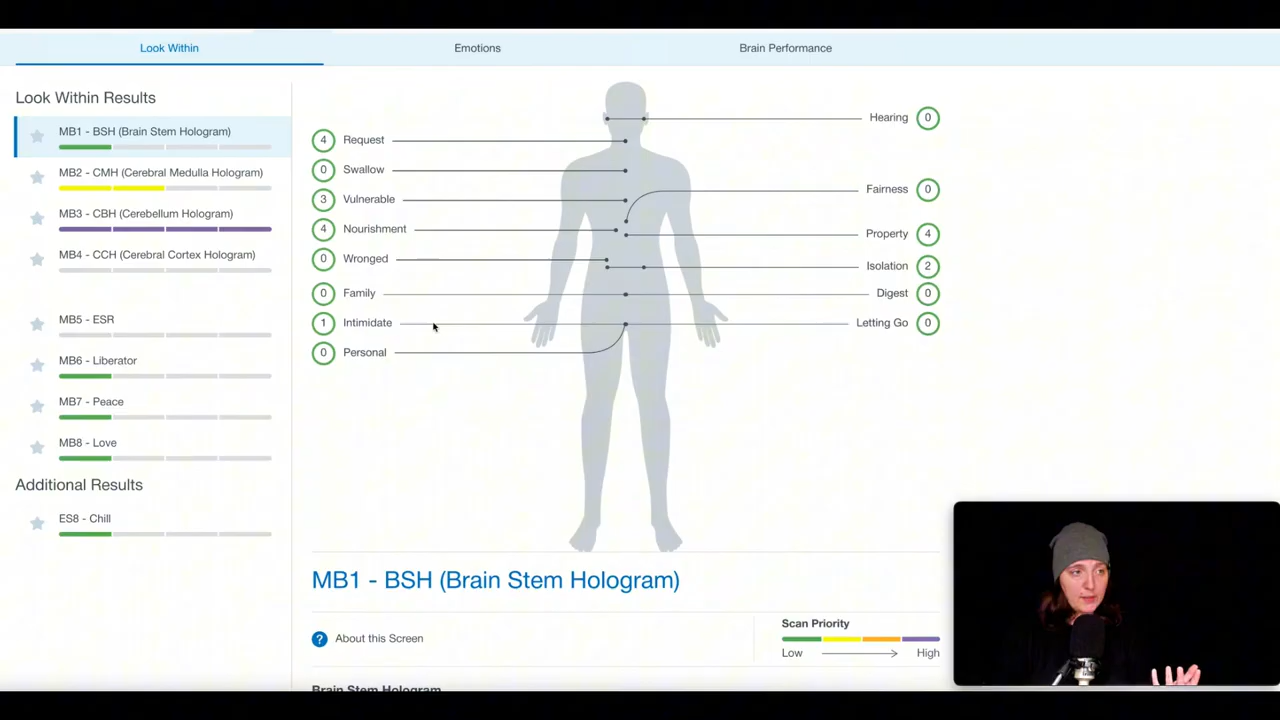 Look Within
Emotions
Brain Performance
Look Within Results
MB1 - BSH (Brain Stem Hologram)
MB2 - CMH (Cerebral Medulla Hologram)
MB3 - CBH (Cerebellum Hologram)
MB4 - CCH (Cerebral Cortex Hologram)
MB5 - ESR
MB6 - Liberator
MB7 - Peace
MB8 - Love
Additional Results
ES8 - Chill
4 Request
0 Swallow
3 Vulnerable
4 Nourishment
0 Wronged
0 Family
1 Intimidate
0 Personal
Hearing 0
Fairness 0
Property 4
Isolation 2
Digest 0
Letting Go 0
MB1 - BSH (Brain Stem Hologram)
? About this Screen
Scan Priority
Low High
Brain Stem Hologram